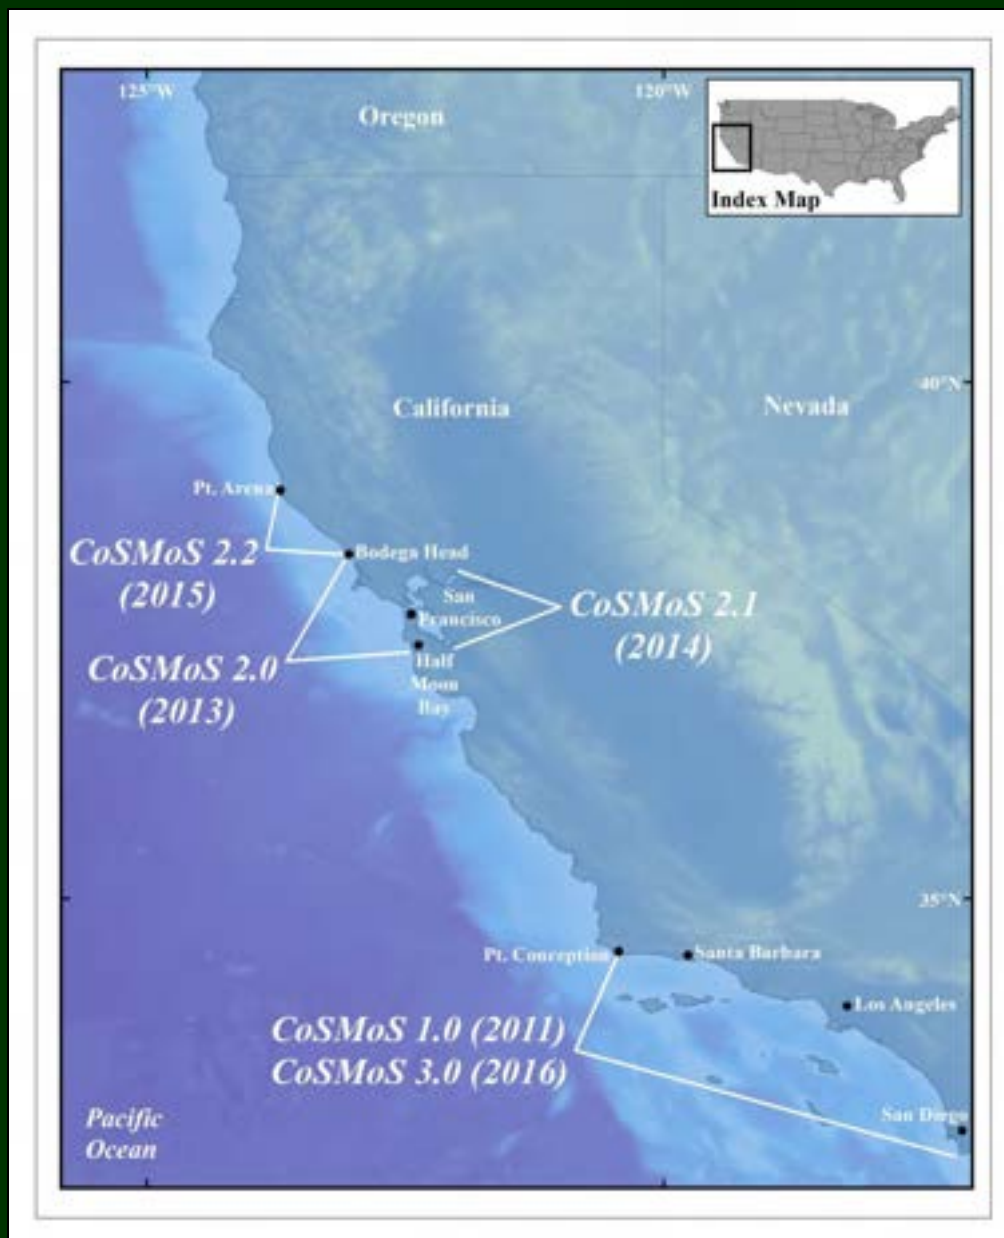 125°W
120°W
Oregon
Index Map
40°N
California
Nevada
Pt. Arena
CoSMoS 2.2
(2015)
Bodega Head
San
Francisco
CoSMoS 2.1
(2014)
CoSMoS 2.0
(2013)
Half
Moon
Bay
35°N
Pt. Conception
Santa Barbara
Los Angeles
CoSMoS 1.0 (2011)
CoSMoS 3.0 (2016)
San Diego
Pacific
Ocean